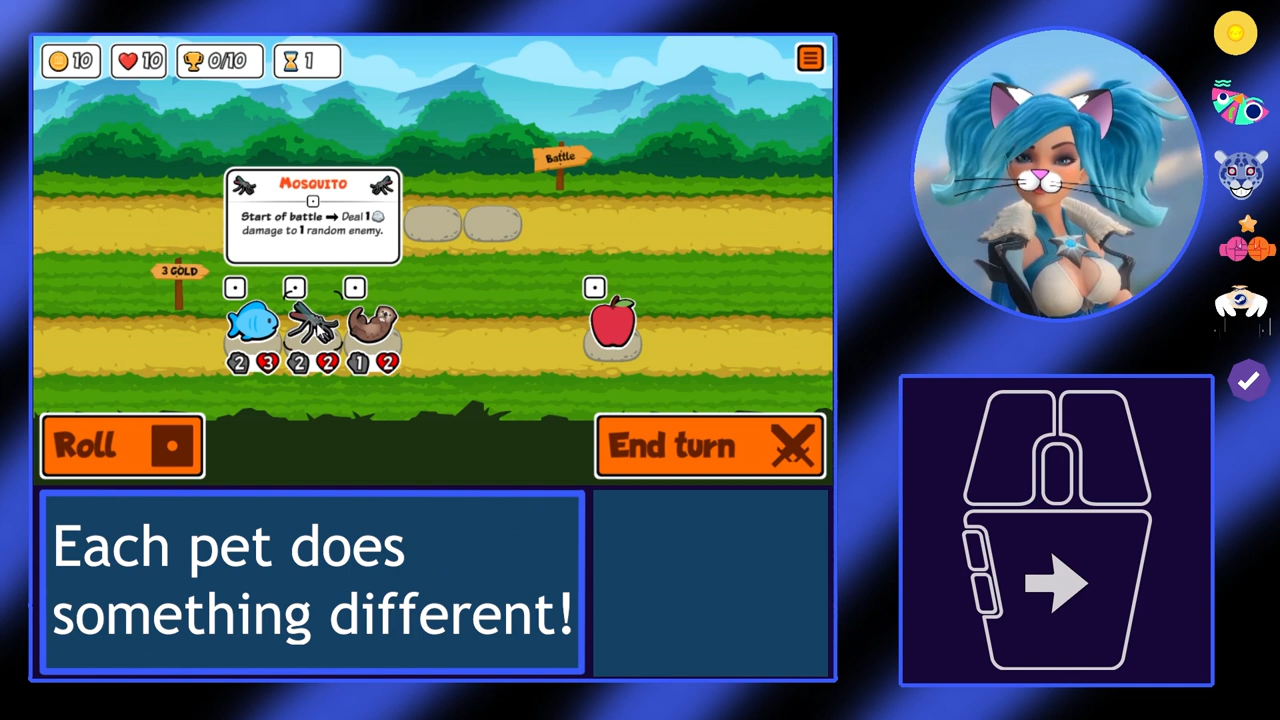 10 10 0/10 1
Battle
MOSQUITO
Start of battle ➡ Deal 1
damage to 1 random enemy.
3 GOLD
2 3 2 2 1 2
Roll End turn
Each pet does
something different!